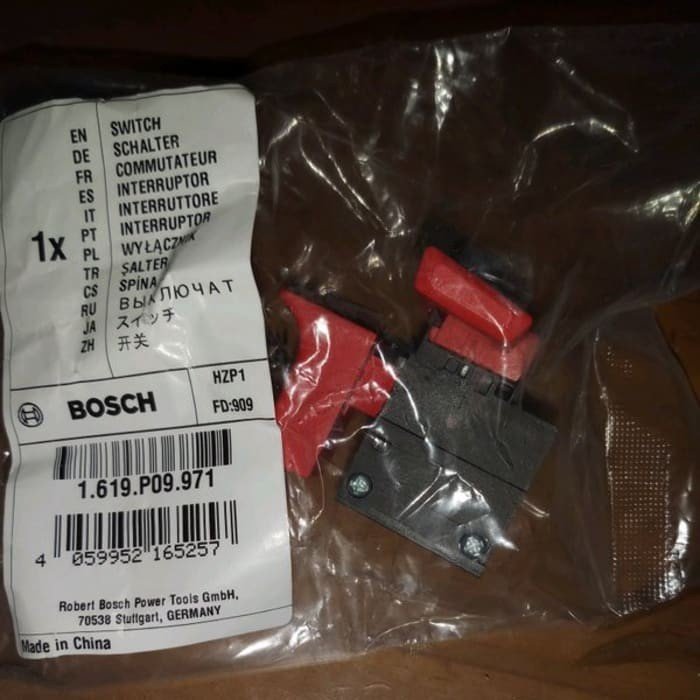 1x
EN SWITCH
DE SCHALTER
FR COMMUTATEUR
ES INTERRUPTOR
IT INTERRUTTORE
PT INTERRUPTOR
PL WYŁĄCZNIK
TR ŞALTER
CS SPÍNA
RU ВЫКЛЮЧАТ
JA スイッチ
ZH 开关
BOSCH
HZP1
FD:909
1.619.P09.971
4 059952 165257
Robert Bosch Power Tools GmbH,
70538 Stuttgart, GERMANY
Made in China